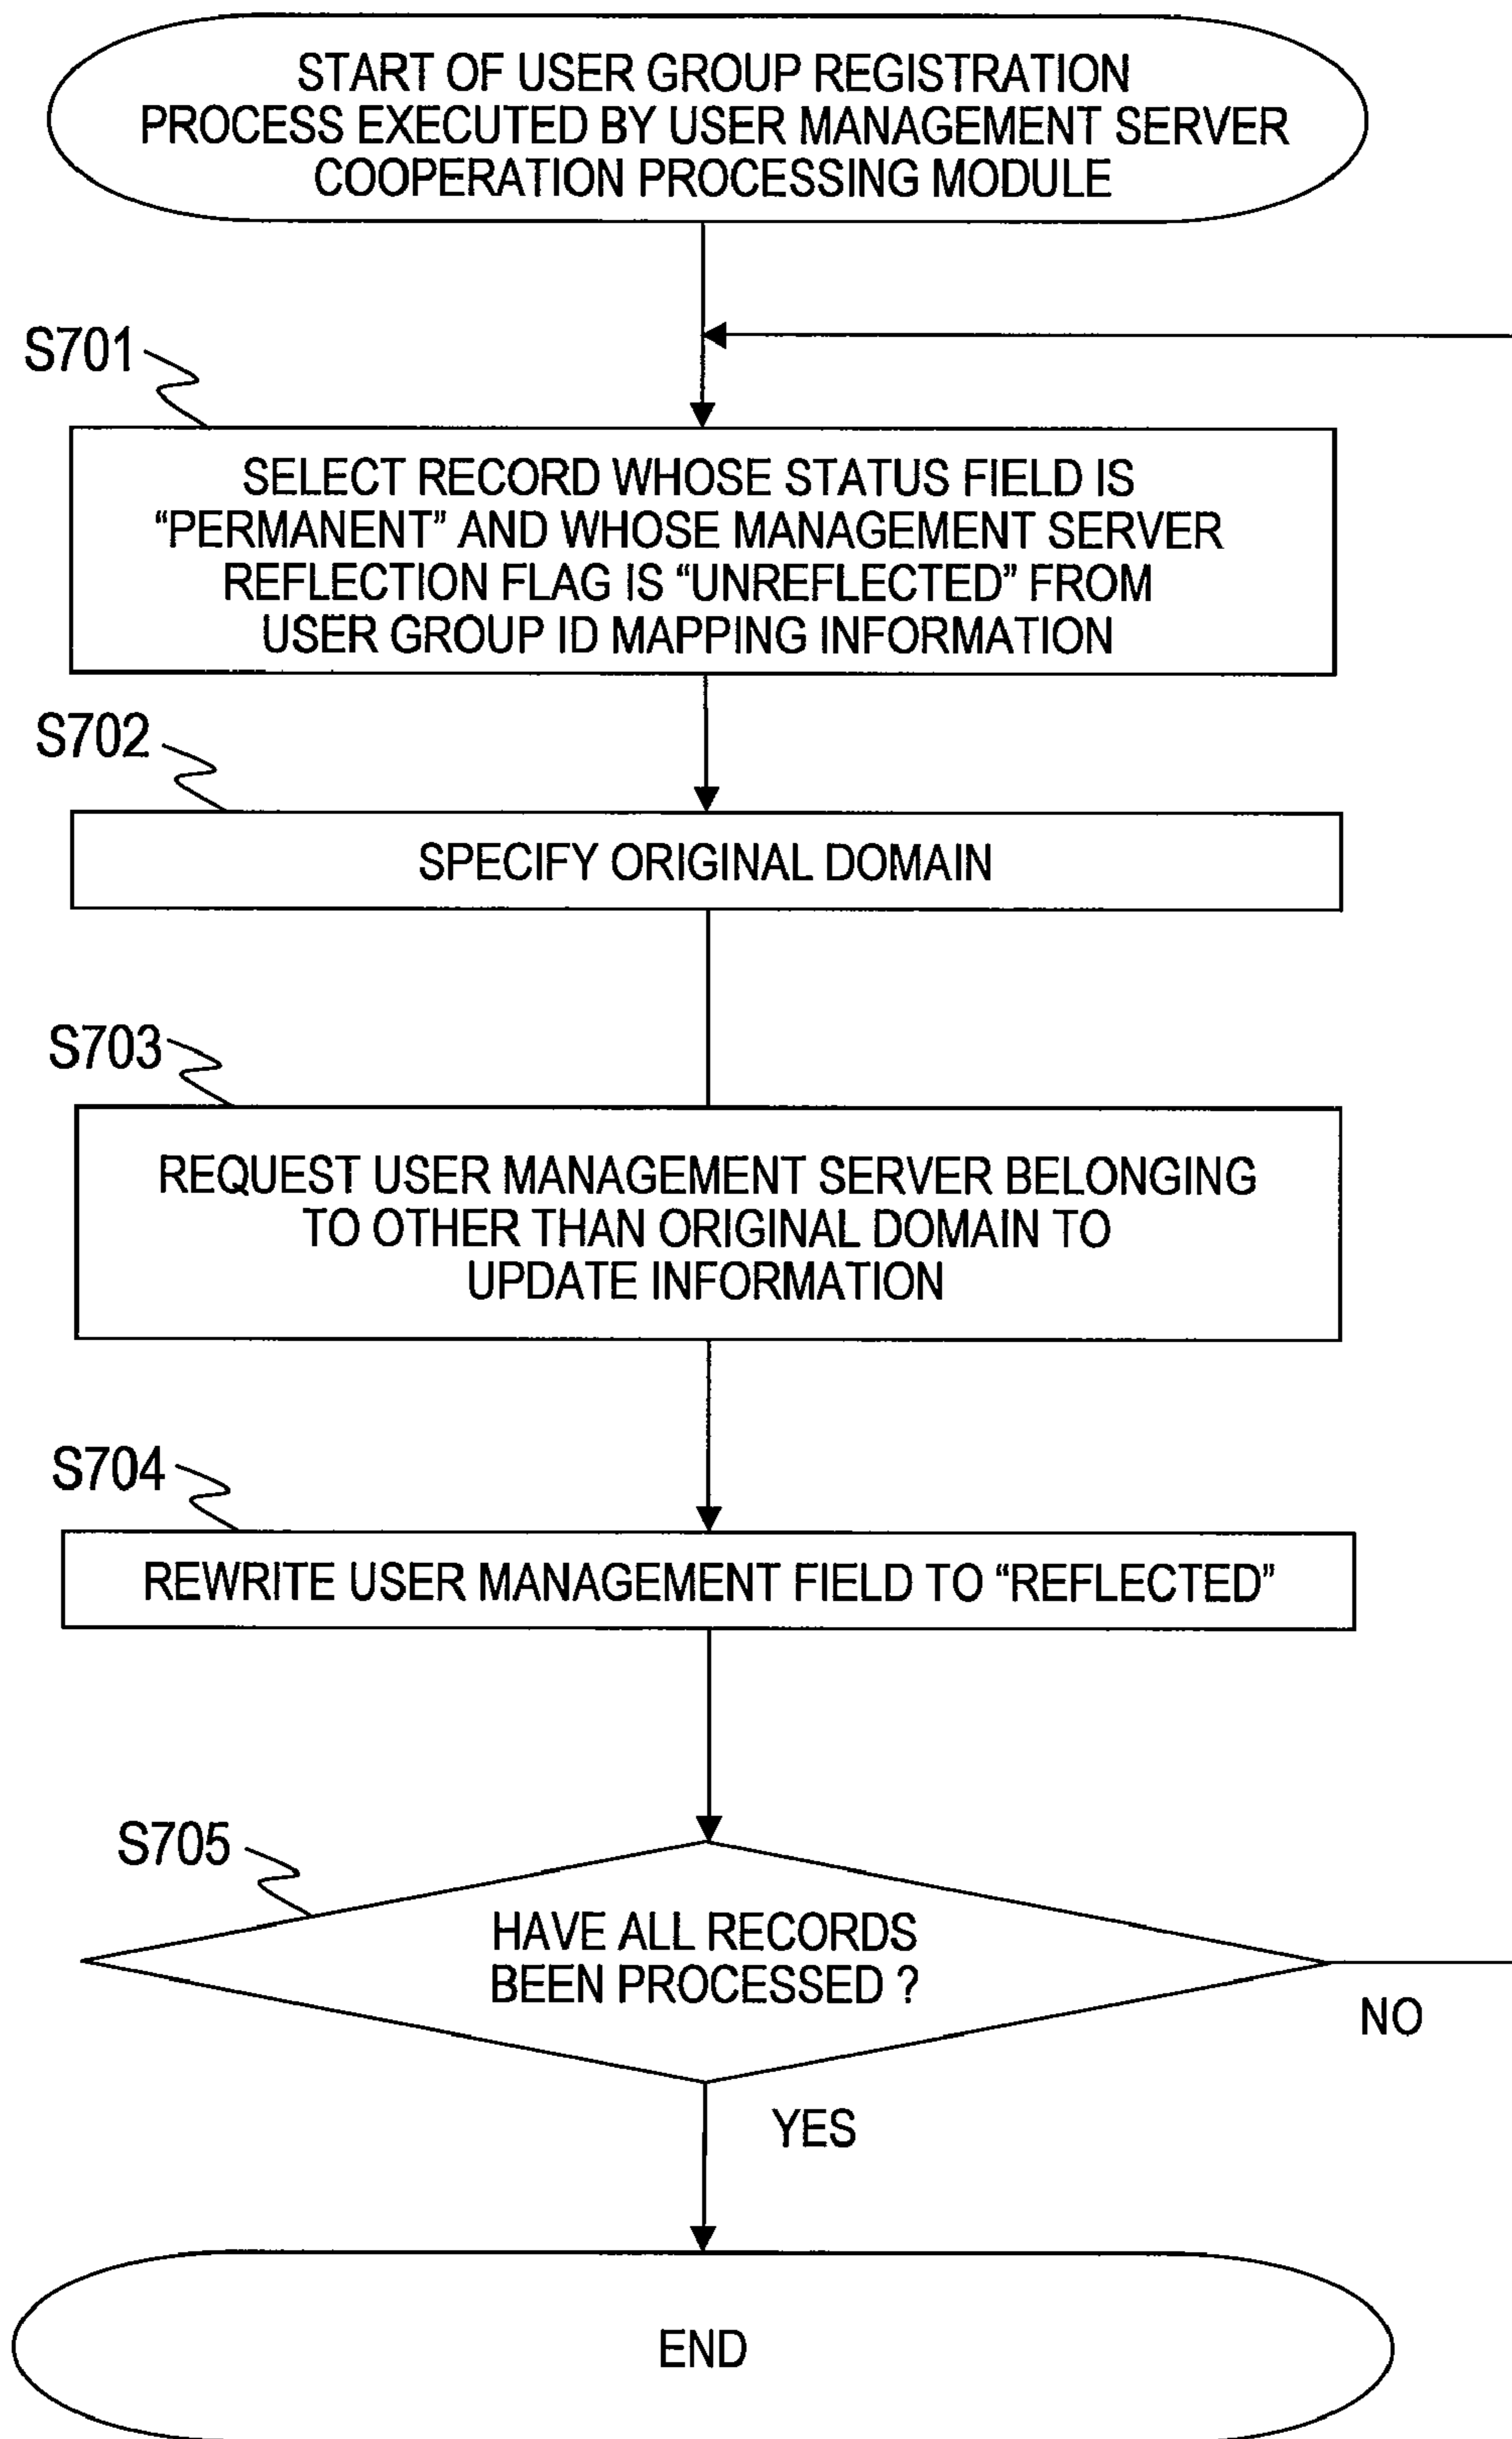 START OF USER GROUP REGISTRATION
PROCESS EXECUTED BY USER MANAGEMENT SERVER
COOPERATION PROCESSING MODULE
S701
SELECT RECORD WHOSE STATUS FIELD IS
“PERMANENT” AND WHOSE MANAGEMENT SERVER
REFLECTION FLAG IS “UNREFLECTED” FROM
USER GROUP ID MAPPING INFORMATION
S702
SPECIFY ORIGINAL DOMAIN
S703
REQUEST USER MANAGEMENT SERVER BELONGING
TO OTHER THAN ORIGINAL DOMAIN TO
UPDATE INFORMATION
S704
REWRITE USER MANAGEMENT FIELD TO “REFLECTED”
S705
HAVE ALL RECORDS
BEEN PROCESSED ?
NO
YES
END